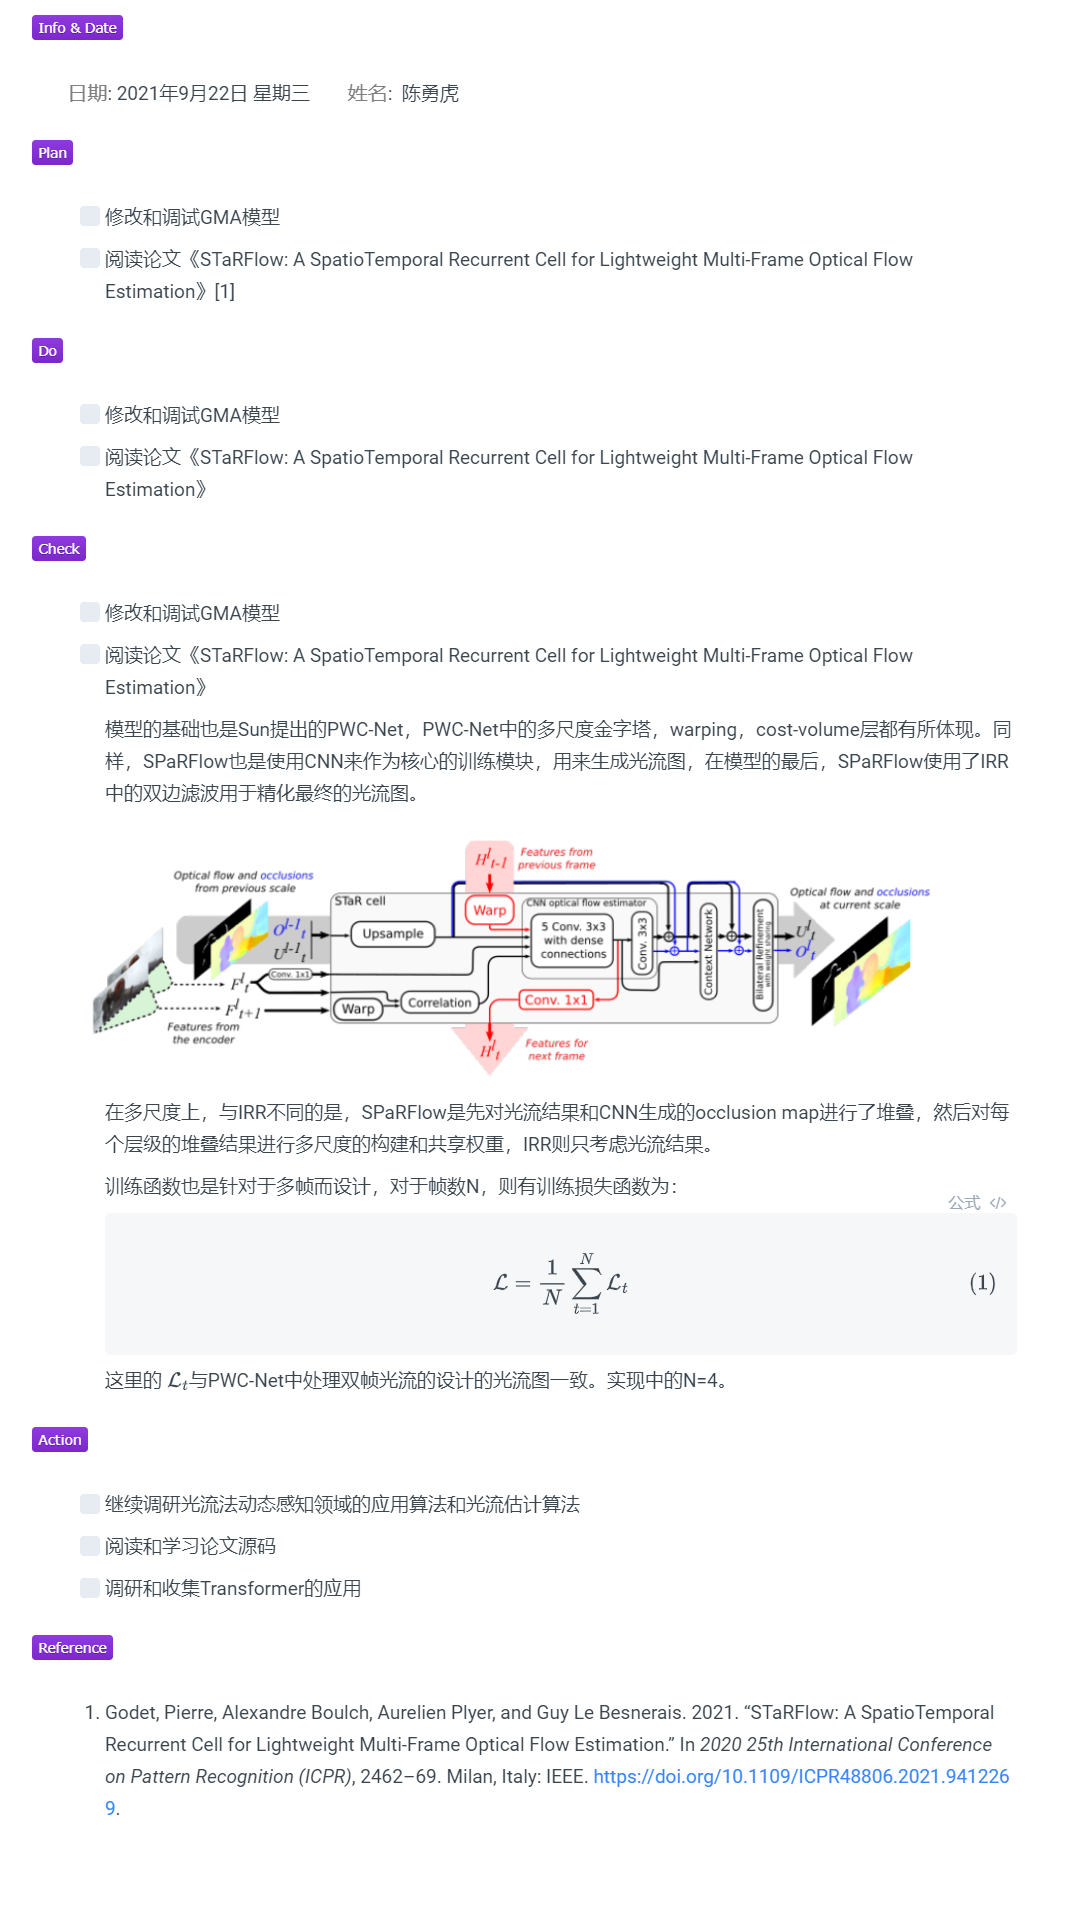 Info & Date
日期: 2021年9月22日 星期三 姓名: 陈勇虎
Plan
修改和调试GMA模型
阅读论文《STaRFlow: A SpatioTemporal Recurrent Cell for Lightweight Multi-Frame Optical Flow
Estimation》[1]
Do
修改和调试GMA模型
阅读论文《STaRFlow: A SpatioTemporal Recurrent Cell for Lightweight Multi-Frame Optical Flow
Estimation》
Check
修改和调试GMA模型
阅读论文《STaRFlow: A SpatioTemporal Recurrent Cell for Lightweight Multi-Frame Optical Flow
Estimation》
模型的基础也是Sun提出的PWC-Net，PWC-Net中的多尺度金字塔，warping，cost-volume层都有所体现。同
样，SPaRFlow也是使用CNN来作为核心的训练模块，用来生成光流图，在模型的最后，SPaRFlow使用了IRR
中的双边滤波用于精化最终的光流图。
Optical flow and occlusions
from previous scale
O^{l-1}_t
U^{l-1}_t
F^l_t
F^l_{t+1}
Features from
the encoder
STaR cell
Upsample
Conv. 1x1
Warp
Correlation
H^l_{t-1}
Features from
previous frame
Warp
CNN optical flow estimator
5 Conv. 3x3
with dense
connections
Conv. 3x3
Conv. 1x1
H^l_t
Features for
next frame
Context Network
Bilateral Refinement
with weight sharing
Optical flow and occlusions
at current scale
U^l_t
O^l_t
在多尺度上，与IRR不同的是，SPaRFlow是先对光流结果和CNN生成的occlusion map进行了堆叠，然后对每
个层级的堆叠结果进行多尺度的构建和共享权重，IRR则只考虑光流结果。
训练函数也是针对于多帧而设计，对于帧数N，则有训练损失函数为：
公式 </>
ℒ = \frac{1}{N} \sum_{t=1}^{N} ℒ_t (1)
这里的 ℒ_t与PWC-Net中处理双帧光流的设计的光流图一致。实现中的N=4。
Action
继续调研光流法动态感知领域的应用算法和光流估计算法
阅读和学习论文源码
调研和收集Transformer的应用
Reference
1. Godet, Pierre, Alexandre Boulch, Aurelien Plyer, and Guy Le Besnerais. 2021. “STaRFlow: A SpatioTemporal
Recurrent Cell for Lightweight Multi-Frame Optical Flow Estimation.” In 2020 25th International Conference
on Pattern Recognition (ICPR), 2462–69. Milan, Italy: IEEE. https://doi.org/10.1109/ICPR48806.2021.941226
9.